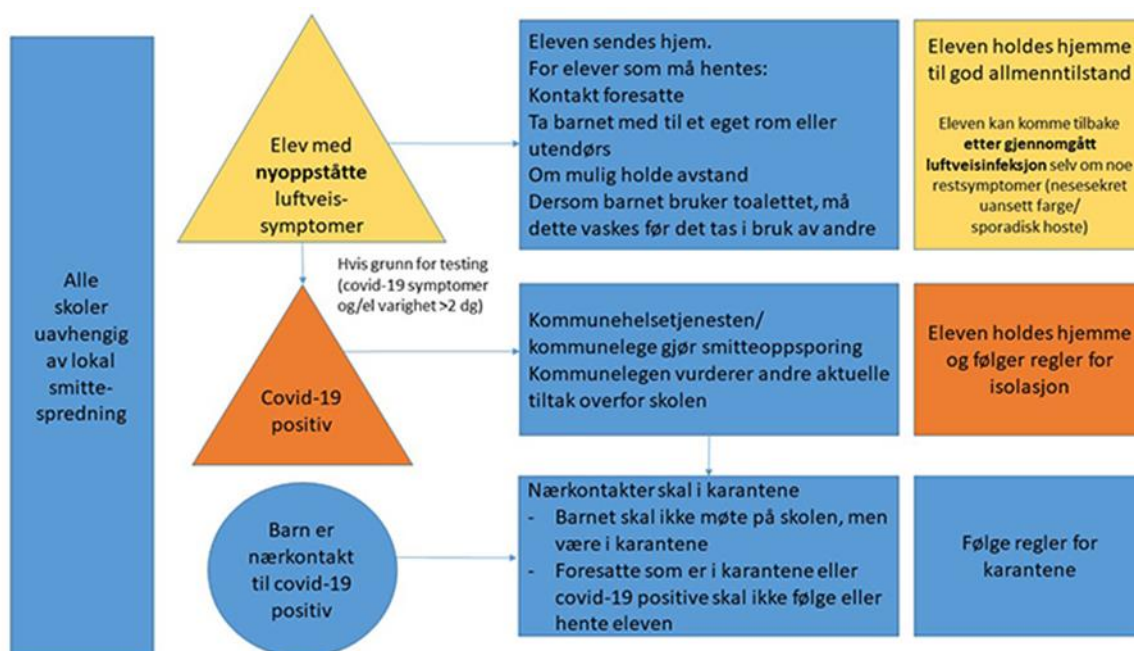 Alle
skoler
uavhengig
av lokal
smitte-
spredning
Elev med
nyoppståtte
luftveis-
symptomer
Eleven sendes hjem.
For elever som må hentes:
Kontakt foresatte
Ta barnet med til et eget rom eller
utendørs
Om mulig holde avstand
Dersom barnet bruker toalettet, må
dette vaskes før det tas i bruk av andre
Eleven holdes hjemme
til god allmenntilstand
Eleven kan komme tilbake
etter gjennomgått
luftveisinfeksjon selv om noe
restsymptomer (nesesekret
uansett farge/
sporadisk hoste)
Hvis grunn for testing
(covid-19 symptomer
og/el varighet >2 dg)
Covid-19
positiv
Kommunehelsetjenesten/
kommunelege gjør smitteoppsporing
Kommunelegen vurderer andre aktuelle
tiltak overfor skolen
Eleven holdes hjemme
og følger regler for
isolasjon
Barn er
nærkontakt
til covid-19
positiv
Nærkontakter skal i karantene
- Barnet skal ikke møte på skolen, men
være i karantene
- Foresatte som er i karantene eller
covid-19 positive skal ikke følge eller
hente eleven
Følge regler for
karantene